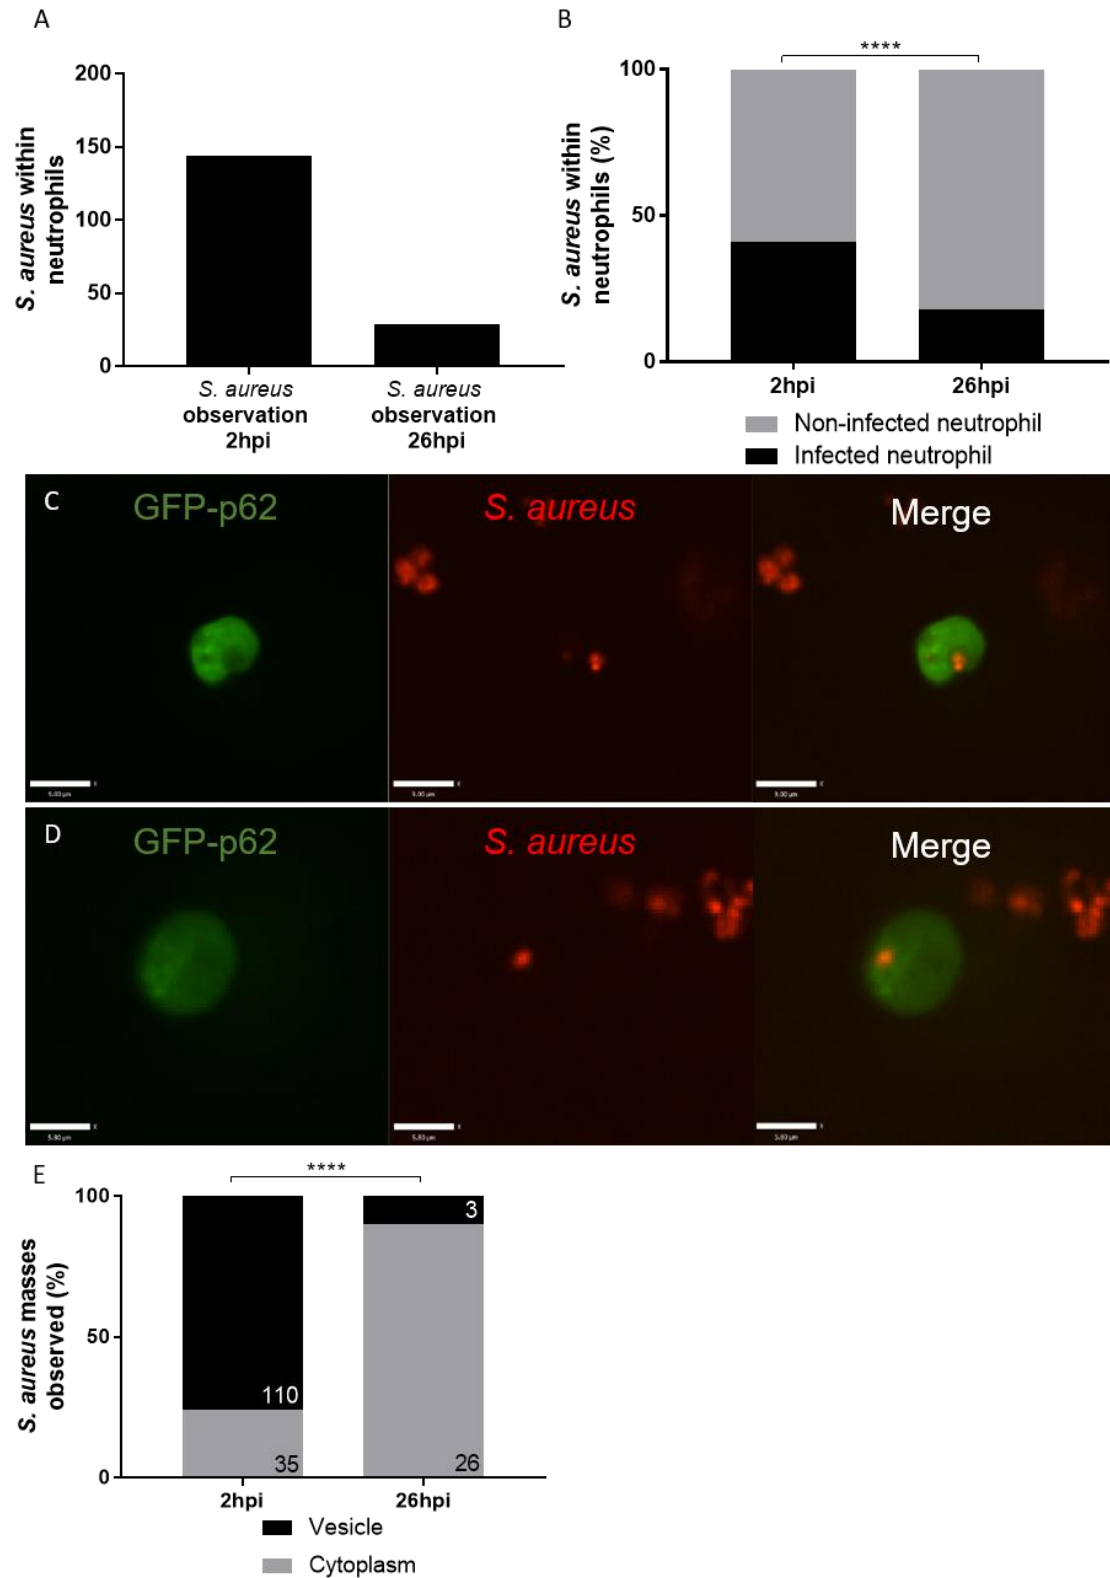 A
200
150
100
50
0
S. aureus within
neutrophils
S. aureus
observation
2hpi
S. aureus
observation
26hpi
B
****
100
50
0
S. aureus within
neutrophils (%)
2hpi
26hpi
Non-infected neutrophil
Infected neutrophil
C
GFP-p62
S. aureus
Merge
D
GFP-p62
S. aureus
Merge
E
****
100
50
0
S. aureus masses
observed (%)
3
110
35
26
2hpi
26hpi
Vesicle
Cytoplasm